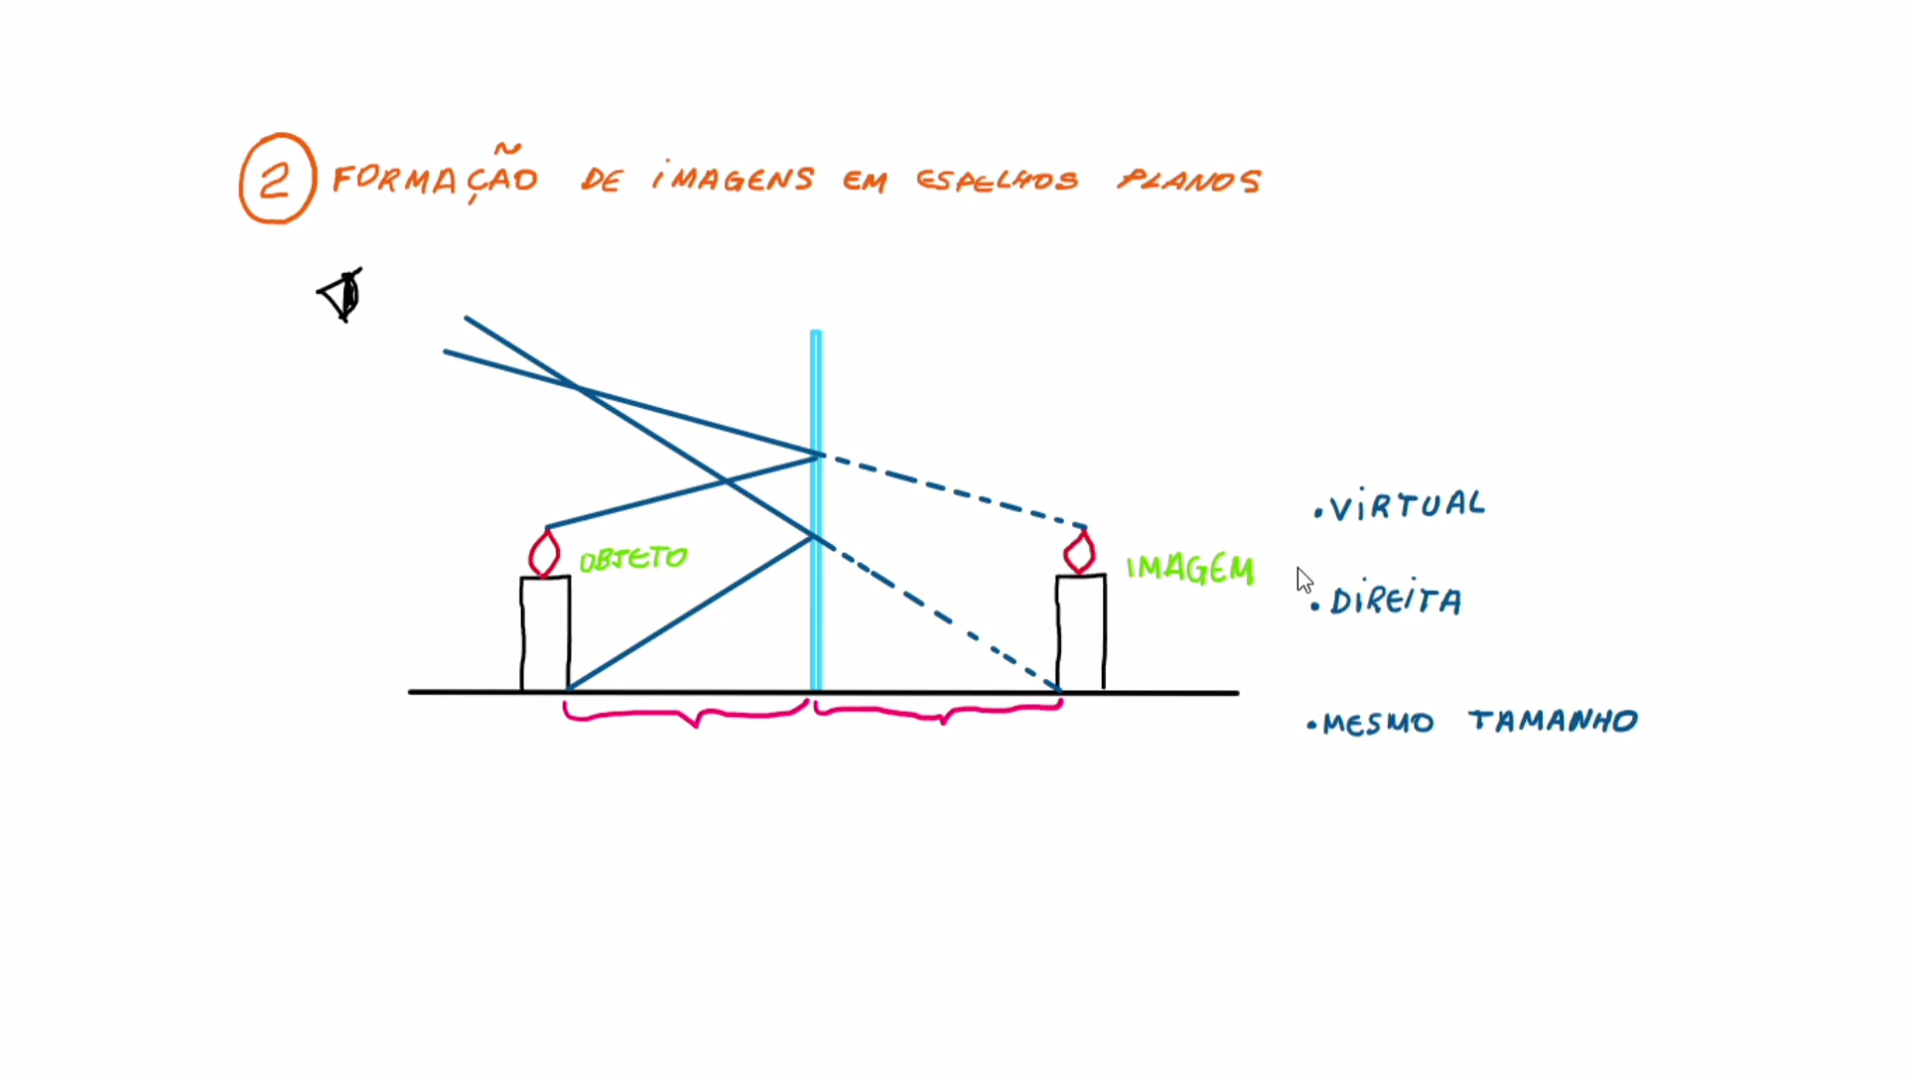 2 FORMAÇÃO DE IMAGENS EM ESPELHOS PLANOS
OBJETO
IMAGEM
• VIRTUAL
• DIREITA
• MESMO TAMANHO